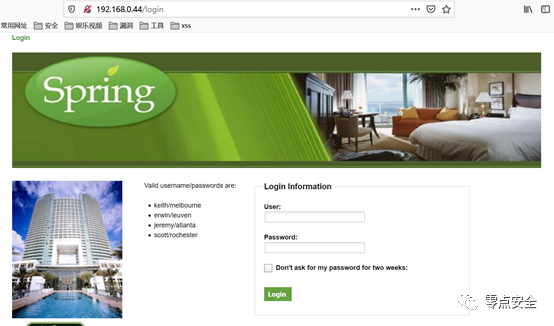 192.168.0.44/login
常用网址 安全 娱乐视频 漏洞 工具 xss
Login
Spring
Valid username/passwords are:
keith/melbourne
erwin/leuven
jeremy/atlanta
scott/rochester
Login Information
User:
Password:
Don't ask for my password for two weeks:
Login
零点安全